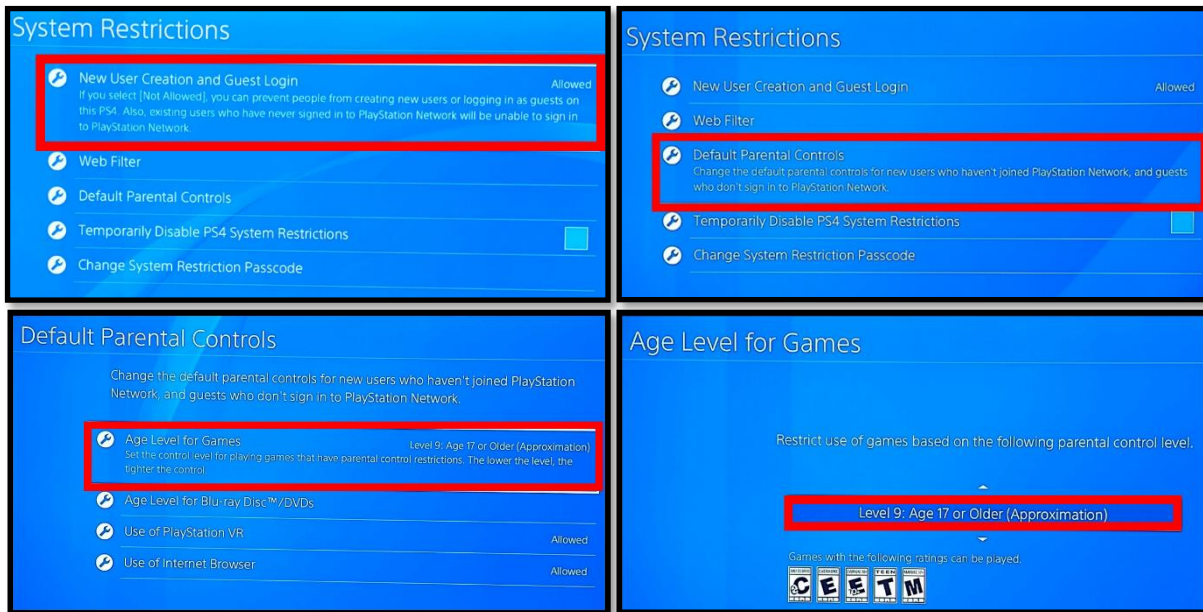 System Restrictions
New User Creation and Guest Login Allowed
If you select [Not Allowed], you can prevent people from creating new users or logging in as guests on
this PS4. Also, existing users who have never signed in to PlayStation Network will be unable to sign in
to PlayStation Network.
Web Filter
Default Parental Controls
Temporarily Disable PS4 System Restrictions
Change System Restriction Passcode
System Restrictions
New User Creation and Guest Login Allowed
Web Filter
Default Parental Controls
Change the default parental controls for new users who haven't joined PlayStation Network, and guests
who don't sign in to PlayStation Network.
Temporarily Disable PS4 System Restrictions
Change System Restriction Passcode
Default Parental Controls
Change the default parental controls for new users who haven't joined PlayStation
Network, and guests who don't sign in to PlayStation Network.
Age Level for Games Level 9: Age 17 or Older (Approximation)
Set the control level for playing games that have parental control restrictions. The lower the level, the
tighter the control.
Age Level for Blu-ray Disc™/DVDs
Use of PlayStation VR Allowed
Use of Internet Browser Allowed
Age Level for Games
Restrict use of games based on the following parental control level.
Level 9: Age 17 or Older (Approximation)
Games with the following ratings can be played.
C E E T M